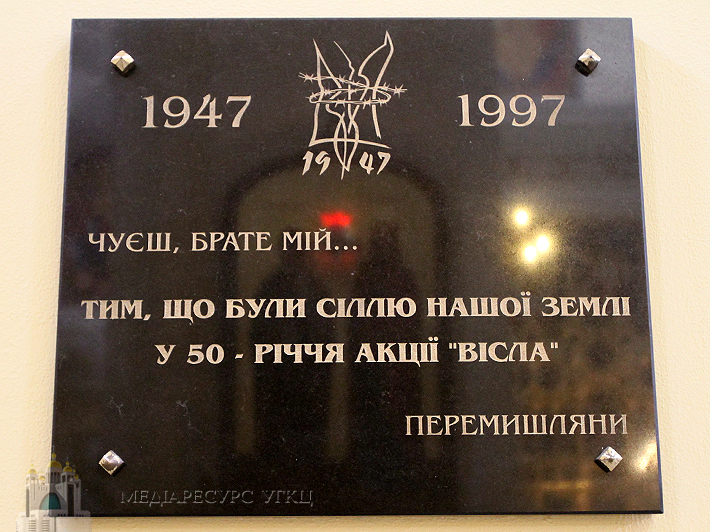 1947 1997
19 47
ЧУЄШ, БРАТЕ МІЙ...
ТИМ, ЩО БУЛИ СІЛЛЮ НАШОЇ ЗЕМЛІ
У 50 - РІЧЧЯ АКЦІЇ "ВІСЛА"
ПЕРЕМИШЛЯНИ
МЕДІАРЕСУРС УГКЦ